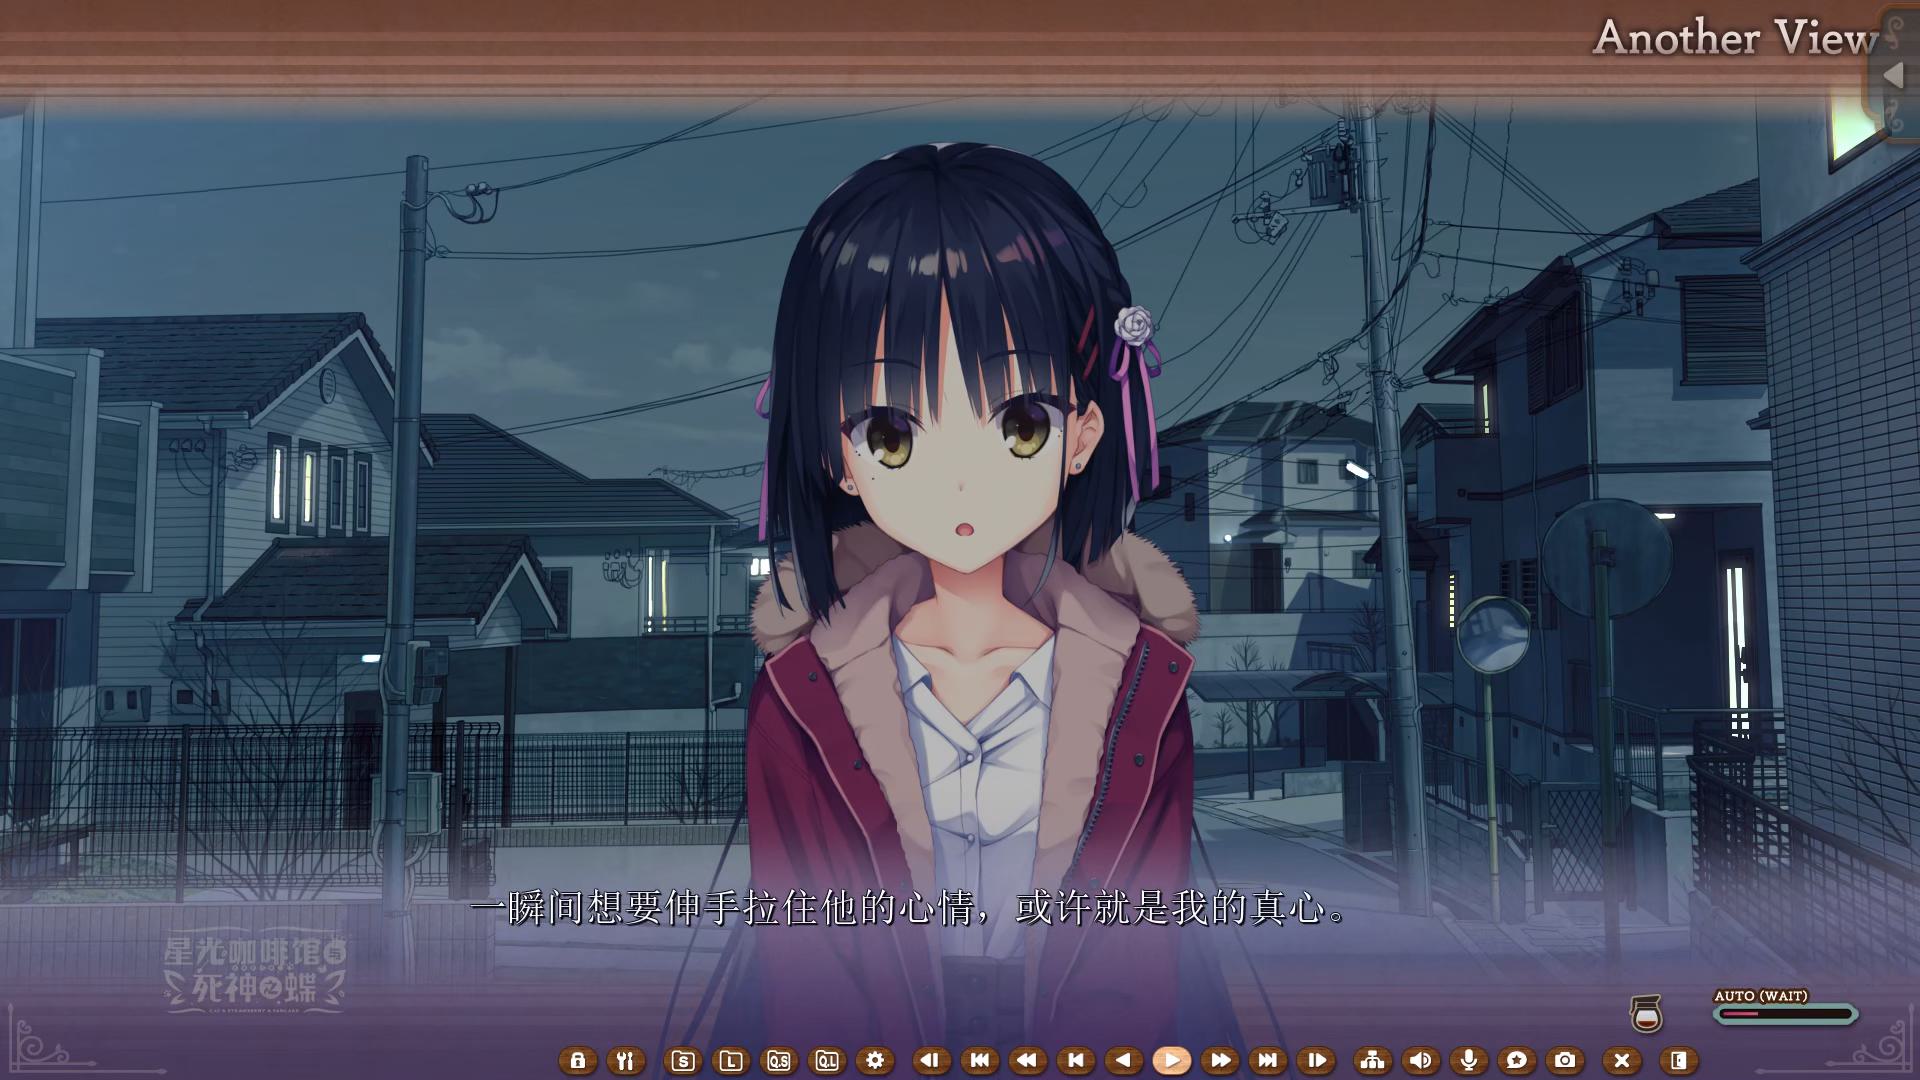 Another View
一瞬间想要伸手拉住他的心情，或许就是我的真心。
星光咖啡馆与
死神之蝶
AUTO (WAIT)
S
L
Q.S
Q.L